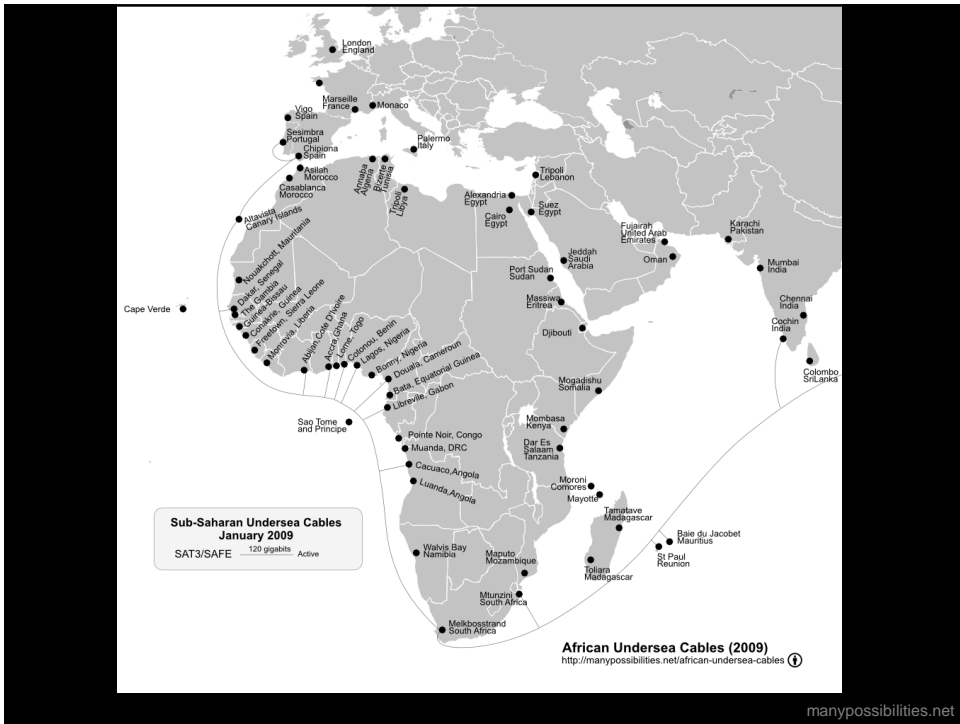 London
England
Marseille
France
Monaco
Vigo
Spain
Sesimbra
Portugal
Chipiona
Spain
Palermo
Italy
Asilah
Morocco
Casablanca
Morocco
Annaba
Algeria
Bizerte
Tunisia
Tripoli
Libya
Tripoli
Lebanon
Alexandria
Egypt
Cairo
Egypt
Suez
Egypt
Altavista
Canary Islands
Fujairah
United Arab
Emirates
Oman
Karachi
Pakistan
Mumbai
India
Chennai
India
Cochin
India
Colombo
SriLanka
Jeddah
Saudi
Arabia
Port Sudan
Sudan
Massiwa
Eritrea
Djibouti
Cape Verde
Nouakchott, Mauritania
Dakar, Senegal
The Gambia
Guinea-Bissau
Conakrie, Guinea
Freetown, Sierra Leone
Montovia, Liberia
Abjian,Cote D'Ivoire
Accra,Ghana
Lome, Togo
Cotonou, Benin
Lagos, Nigeria
Bonny, Nigeria
Douala, Cameroun
Bata, Equatorial Guinea
Librevile, Gabon
Sao Tome
and Principe
Pointe Noir, Congo
Muanda, DRC
Cacuaco,Angola
Luanda,Angola
Mogadishu
Somalia
Mombasa
Kenya
Dar Es
Salaam
Tanzania
Moroni
Comores
Mayotte
Tamatave
Madagascar
Baie du Jacobet
Mauritius
St Paul
Reunion
Toliara
Madagascar
Walvis Bay
Namibia
Maputo
Mozambique
Mtunzini
South Africa
Melkbosstrand
South Africa
Sub-Saharan Undersea Cables
January 2009
SAT3/SAFE 120 gigabits Active
African Undersea Cables (2009)
http://manypossibilities.net/african-undersea-cables
manypossibilities.net